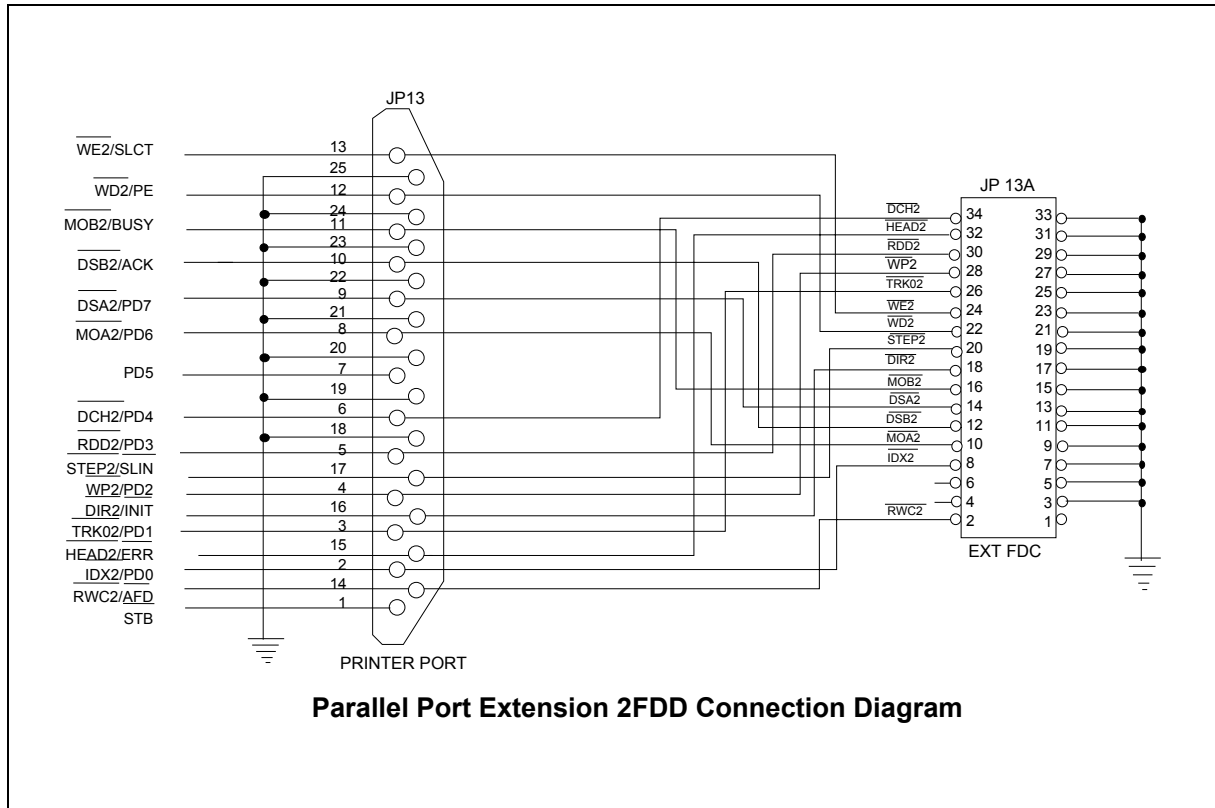 JP13
WE2/SLCT
WD2/PE
MOB2/BUSY
DSB2/ACK
DSA2/PD7
MOA2/PD6
PD5
DCH2/PD4
RDD2/PD3
STEP2/SLIN
WP2/PD2
DIR2/INIT
TRK02/PD1
HEAD2/ERR
IDX2/PD0
RWC2/AFD
STB
13
25
12
24
11
23
10
22
9
21
8
20
7
19
6
18
5
17
4
16
3
15
2
14
1
PRINTER PORT
JP 13A
DCH2 34 33
HEAD2 32 31
RDD2 30 29
WP2 28 27
TRK02 26 25
WE2 24 23
WD2 22 21
STEP2 20 19
DIR2 18 17
MOB2 16 15
DSA2 14 13
DSB2 12 11
MOA2 10 9
IDX2 8 7
6 5
4 3
RWC2 2 1
EXT FDC
Parallel Port Extension 2FDD Connection Diagram